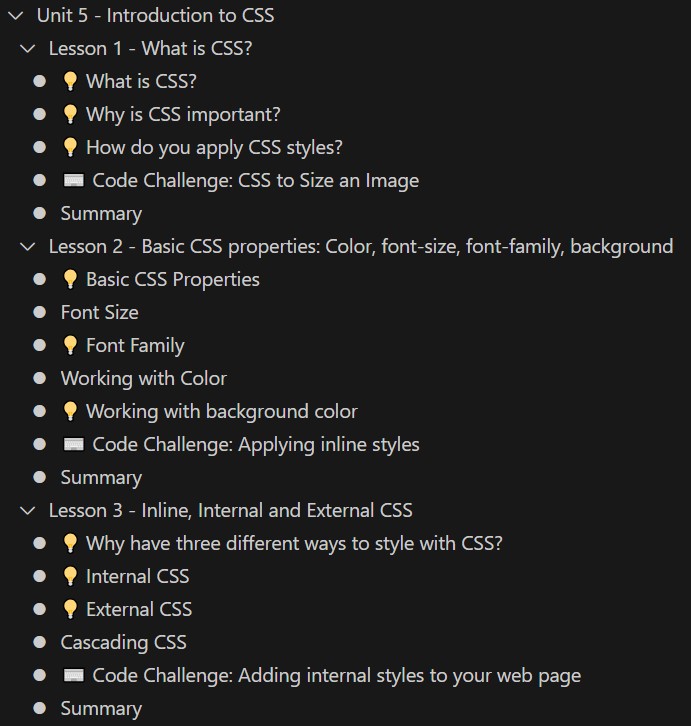 Unit 5 - Introduction to CSS
Lesson 1 - What is CSS?
What is CSS?
Why is CSS important?
How do you apply CSS styles?
Code Challenge: CSS to Size an Image
Summary
Lesson 2 - Basic CSS properties: Color, font-size, font-family, background
Basic CSS Properties
Font Size
Font Family
Working with Color
Working with background color
Code Challenge: Applying inline styles
Summary
Lesson 3 - Inline, Internal and External CSS
Why have three different ways to style with CSS?
Internal CSS
External CSS
Cascading CSS
Code Challenge: Adding internal styles to your web page
Summary